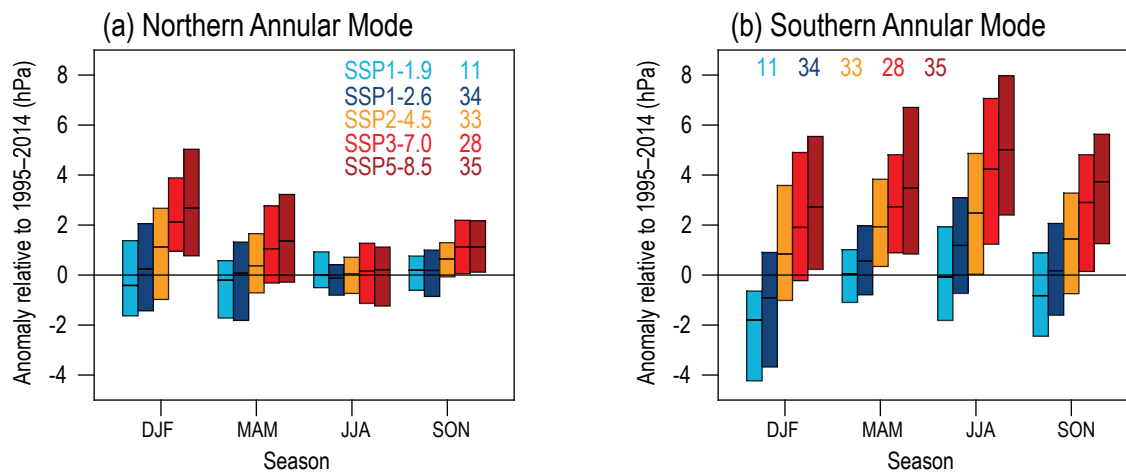 (a) Northern Annular Mode
Anomaly relative to 1995–2014 (hPa)
8
6
4
2
0
-2
-4
SSP1-1.9 11
SSP1-2.6 34
SSP2-4.5 33
SSP3-7.0 28
SSP5-8.5 35
DJF MAM JJA SON
Season
(b) Southern Annular Mode
Anomaly relative to 1995–2014 (hPa)
8
6
4
2
0
-2
-4
11 34 33 28 35
DJF MAM JJA SON
Season